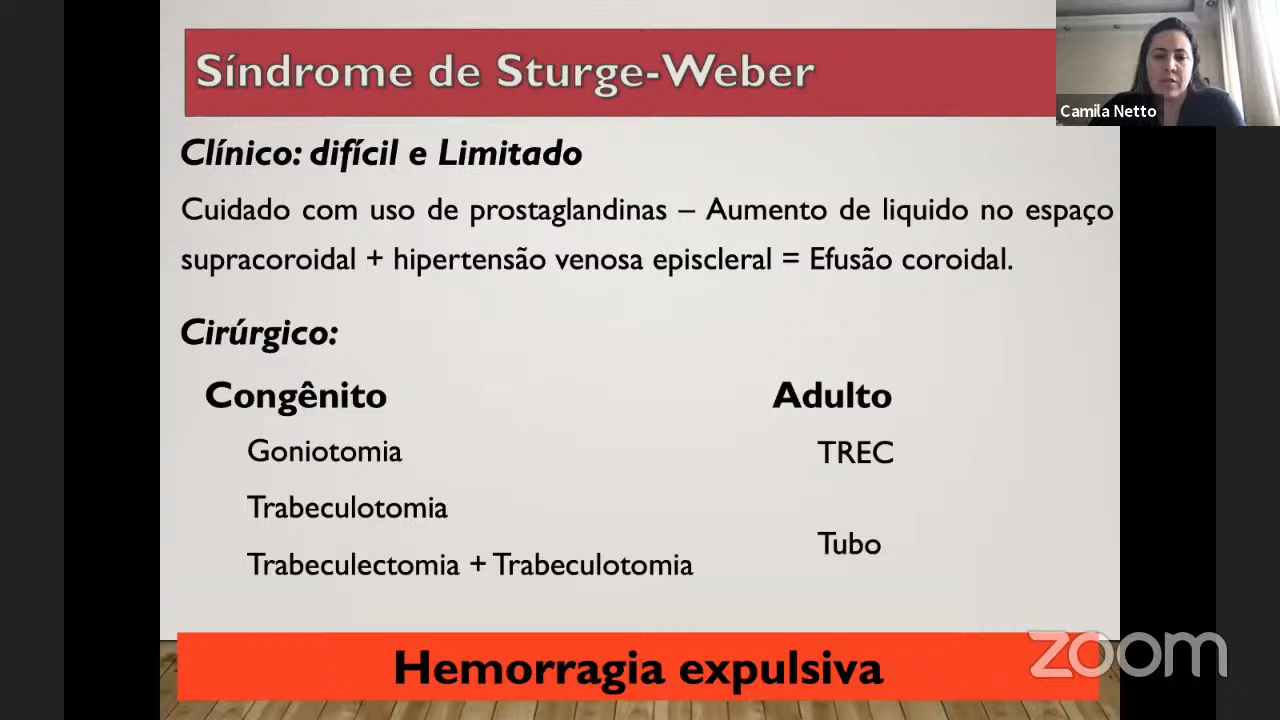 Síndrome de Sturge-Weber
Camila Netto
Clínico: difícil e Limitado
Cuidado com uso de prostaglandinas – Aumento de liquido no espaço
supracoroidal + hipertensão venosa episcleral = Efusão coroidal.
Cirúrgico:
Congênito
Goniotomia
Trabeculotomia
Trabeculectomia + Trabeculotomia
Adulto
TREC
Tubo
Hemorragia expulsiva
zoom